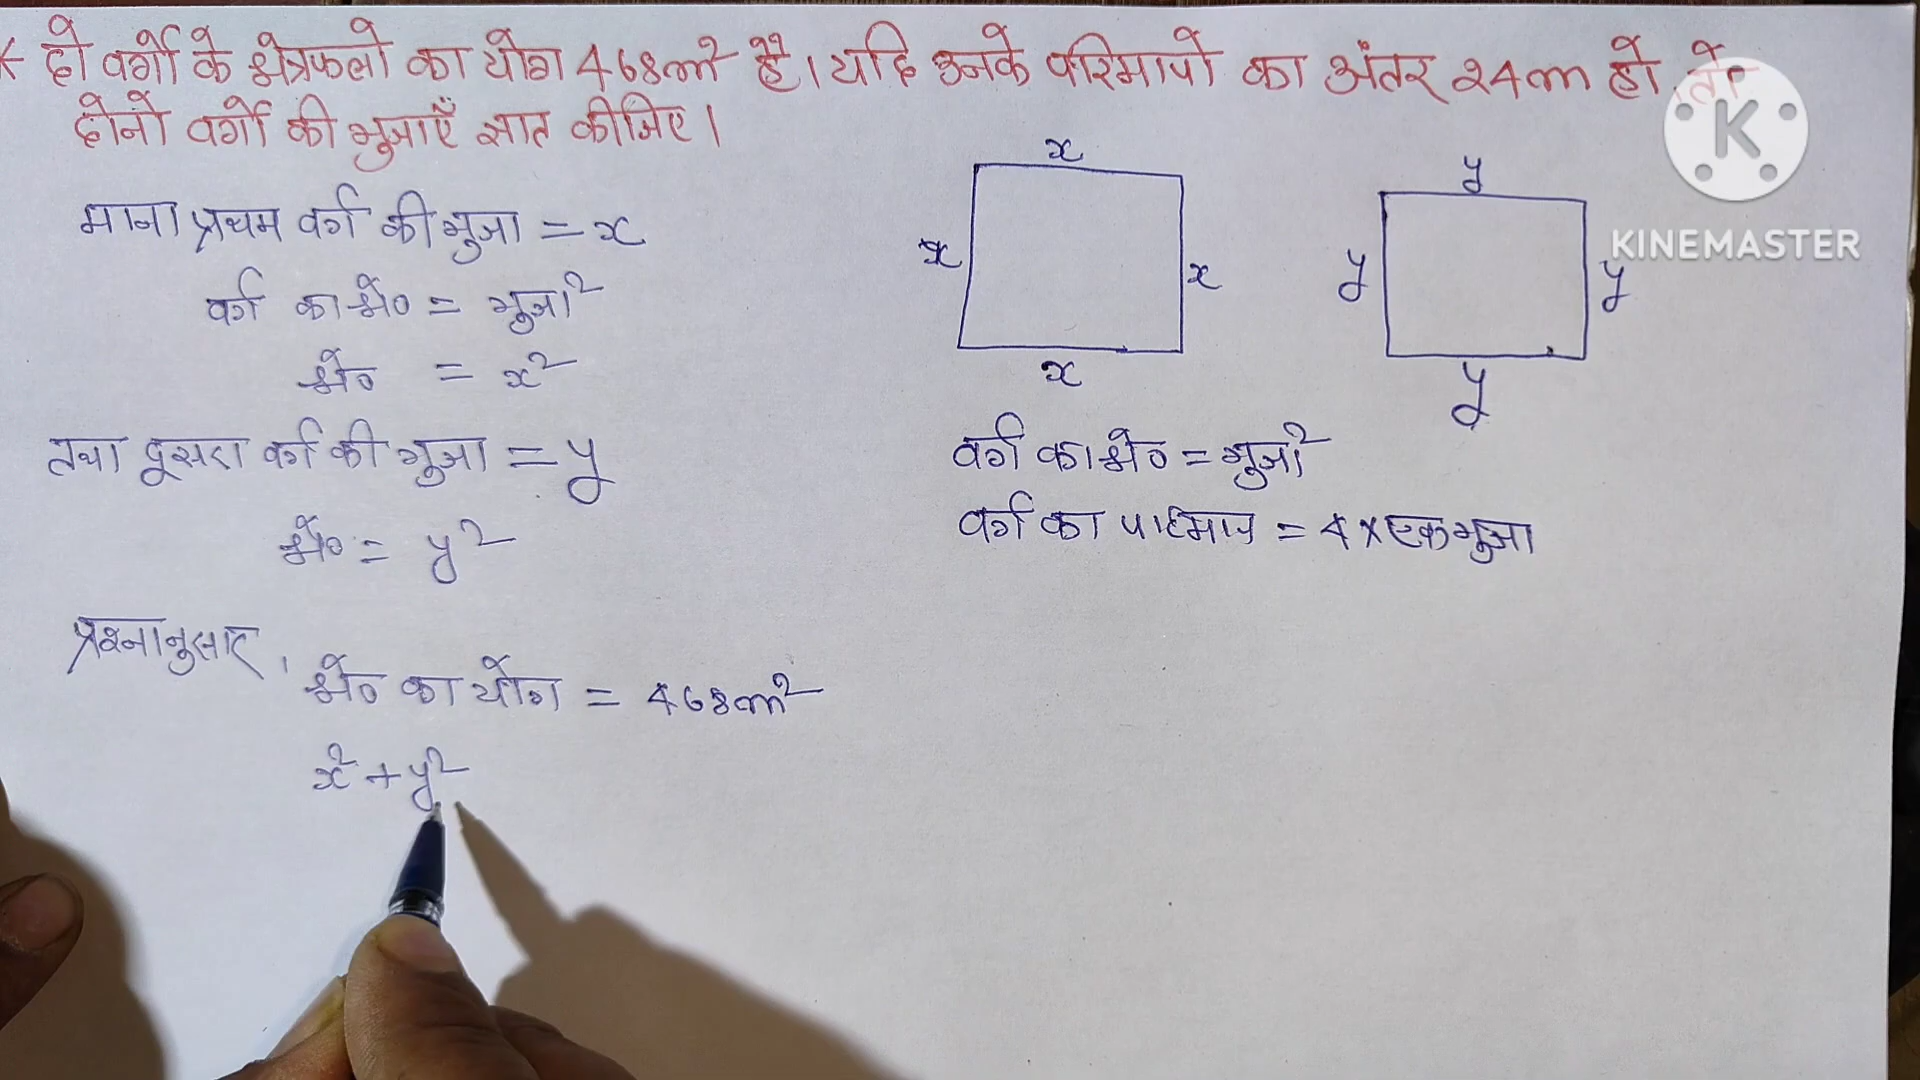 * दो वर्गो के क्षेत्रफलो का योग 468m² है। यदि उनके परिमापो का अंतर 24m हो, तो
दोनो वर्गो की भुजाएँ ज्ञात कीजिए।
माना प्रथम वर्ग की भुजा = x
वर्ग का क्षे० = भुजा²
क्षे० = x²
तथा दूसरा वर्ग की भुजा = y
क्षे० = y²
प्रश्नानुसार,
क्षे० का योग = 468m²
x² + y²
x
x
x
x
y
y
y
y
वर्ग का क्षे० = भुजा²
वर्ग का परिमाप = 4 × एक भुजा
K
KINEMASTER